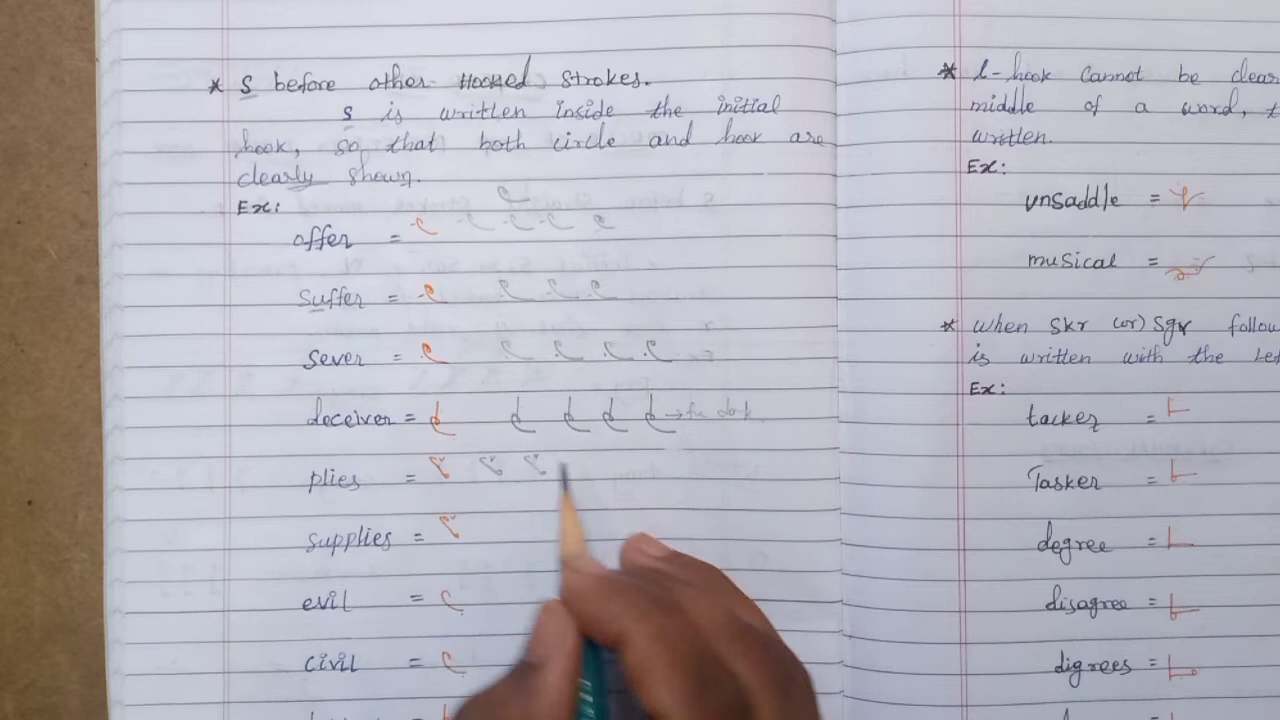 * S before other Hooked strokes.
s is written inside the initial
hook, so that both circle and hook are
clearly shown.
Ex:
offer =
suffer =
sever =
deceiver =
plies =
supplies =
evil =
civil =
* l-hook cannot be clear
middle of a word, t
written.
Ex:
unsaddle =
musical =
* when skr (or) sgr follow
is written with the
Ex:
tacker =
Tasker =
degree =
disagree =
digrees =